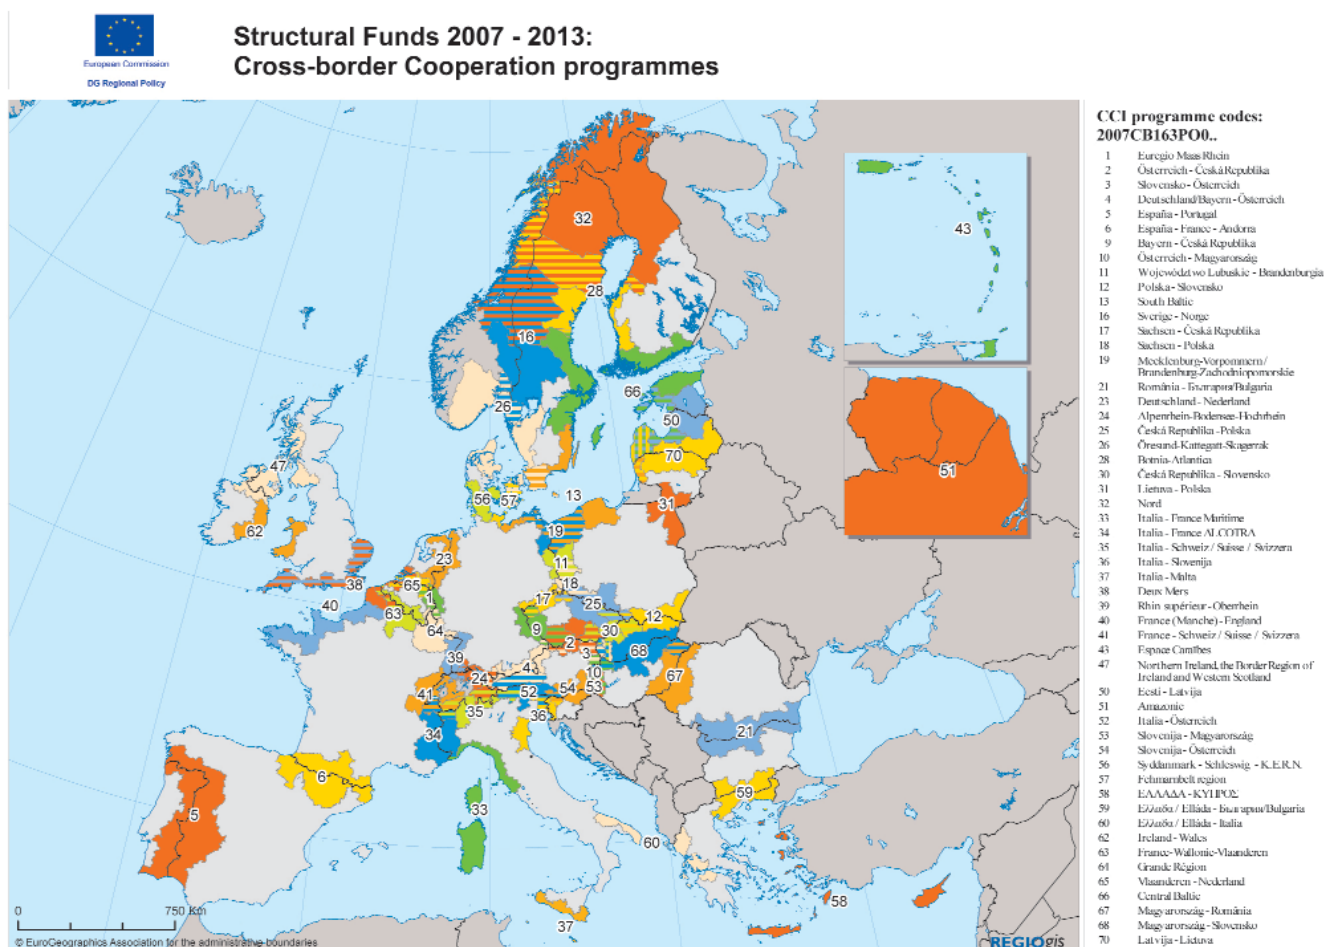 European Commission
DG Regional Policy
Structural Funds 2007 - 2013:
Cross-border Cooperation programmes
CCI programme codes:
2007CB163PO0..
1 Euregio Maas Rhein
2 Österreich - Česká Republika
3 Slovensko - Österreich
4 Deutschland/Bayern - Österreich
5 España - Portugal
6 España - France - Andorra
9 Bayern - Česká Republika
10 Österreich - Magyarország
11 Województwo Lubuskie - Brandenburgia
12 Polska - Slovensko
13 South Baltic
16 Sverige - Norge
17 Sachsen - Česká Republika
18 Sachsen - Polska
19 Mecklenburg-Vorpommern /
Brandenburg-Zachodniopomorskie
21 România - България/Bulgaria
23 Deutschland - Nederland
24 Alpenrhein-Bodensee-Hochrhein
25 Česká Republika - Polska
26 Öresund-Kattegatt-Skagerrak
28 Botnia-Atlantica
30 Česká Republika - Slovensko
31 Lietuva - Polska
32 Nord
33 Italia - France Maritime
34 Italia - France ALCOTRA
35 Italia - Schweiz / Suisse / Svizzera
36 Italia - Slovenija
37 Italia - Malta
38 Deux Mers
39 Rhin supérieur - Oberrhein
40 France (Manche) - England
41 France - Schweiz / Suisse / Svizzera
43 Espace Caraïbes
47 Northern Ireland, the Border Region of
Ireland and Western Scotland
50 Eesti - Latvija
51 Amazonie
52 Italia - Österreich
53 Slovenija - Magyarország
54 Slovenija - Österreich
56 Syddanmark - Schleswig - K.E.R.N.
57 Fehmarnbelt region
58 ΕΛΛΑΔΑ - ΚΥΠΡΟΣ
59 Ελλάδα / Elláda - България/Bulgaria
60 Ελλάδα / Elláda - Italia
62 Ireland - Wales
63 France-Wallonie-Vlaanderen
64 Grande Région
65 Vlaanderen - Nederland
66 Central Baltic
67 Magyarország - România
68 Magyarország - Slovensko
70 Latvija - Lietuva
32
28
16
26
66
50
70
47
56
57
13
31
62
19
23
11
38
65
18
1
17
25
40
63
12
64
9
30
2
39
3
68
4
24
10
67
41
52
54
53
35
36
34
21
6
59
5
33
60
58
37
43
51
0 750 Km
© EuroGeographics Association for the administrative boundaries
REGIOgis